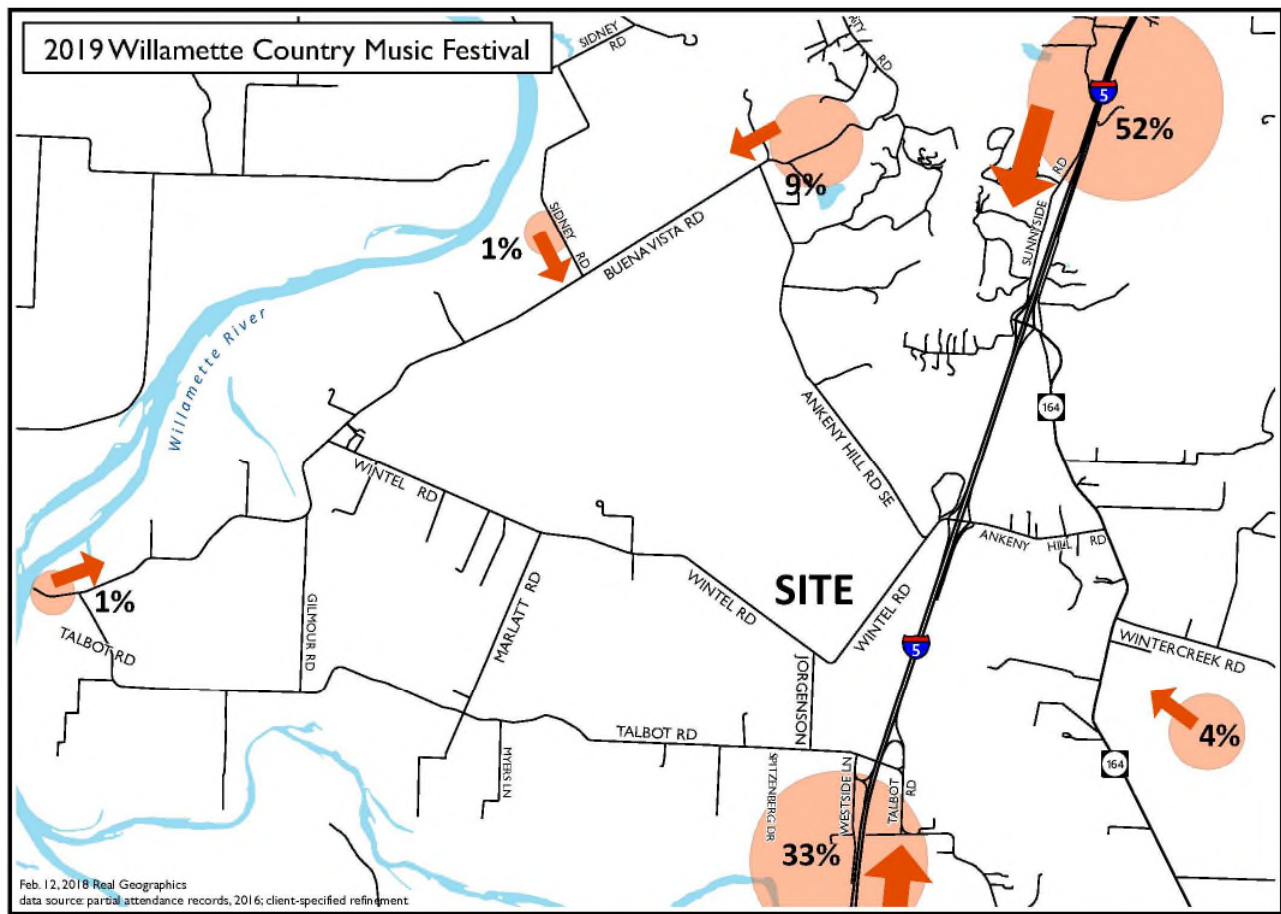 2019 Willamette Country Music Festival
SIDNEY
RD
RD
5
52%
9%
SUNNYSIDE
RD
SIDNEY
RD
1%
BUENA VISTA RD
Willamette River
ANKENY HILL RD SE
164
WINTEL RD
ANKENY HILL RD
1%
TALBOT RD
GILMOUR RD
MARLATT RD
WINTEL RD
SITE
WINTEL RD
5
WINTERCREEK RD
JORGENSON
4%
TALBOT RD
164
MYERS LN
SPITZENBERG DR
WESTSIDE LN
TALBOT
RD
33%
Feb. 12, 2018 Real Geographics
data source: partial attendance records, 2016; client-specified refinement